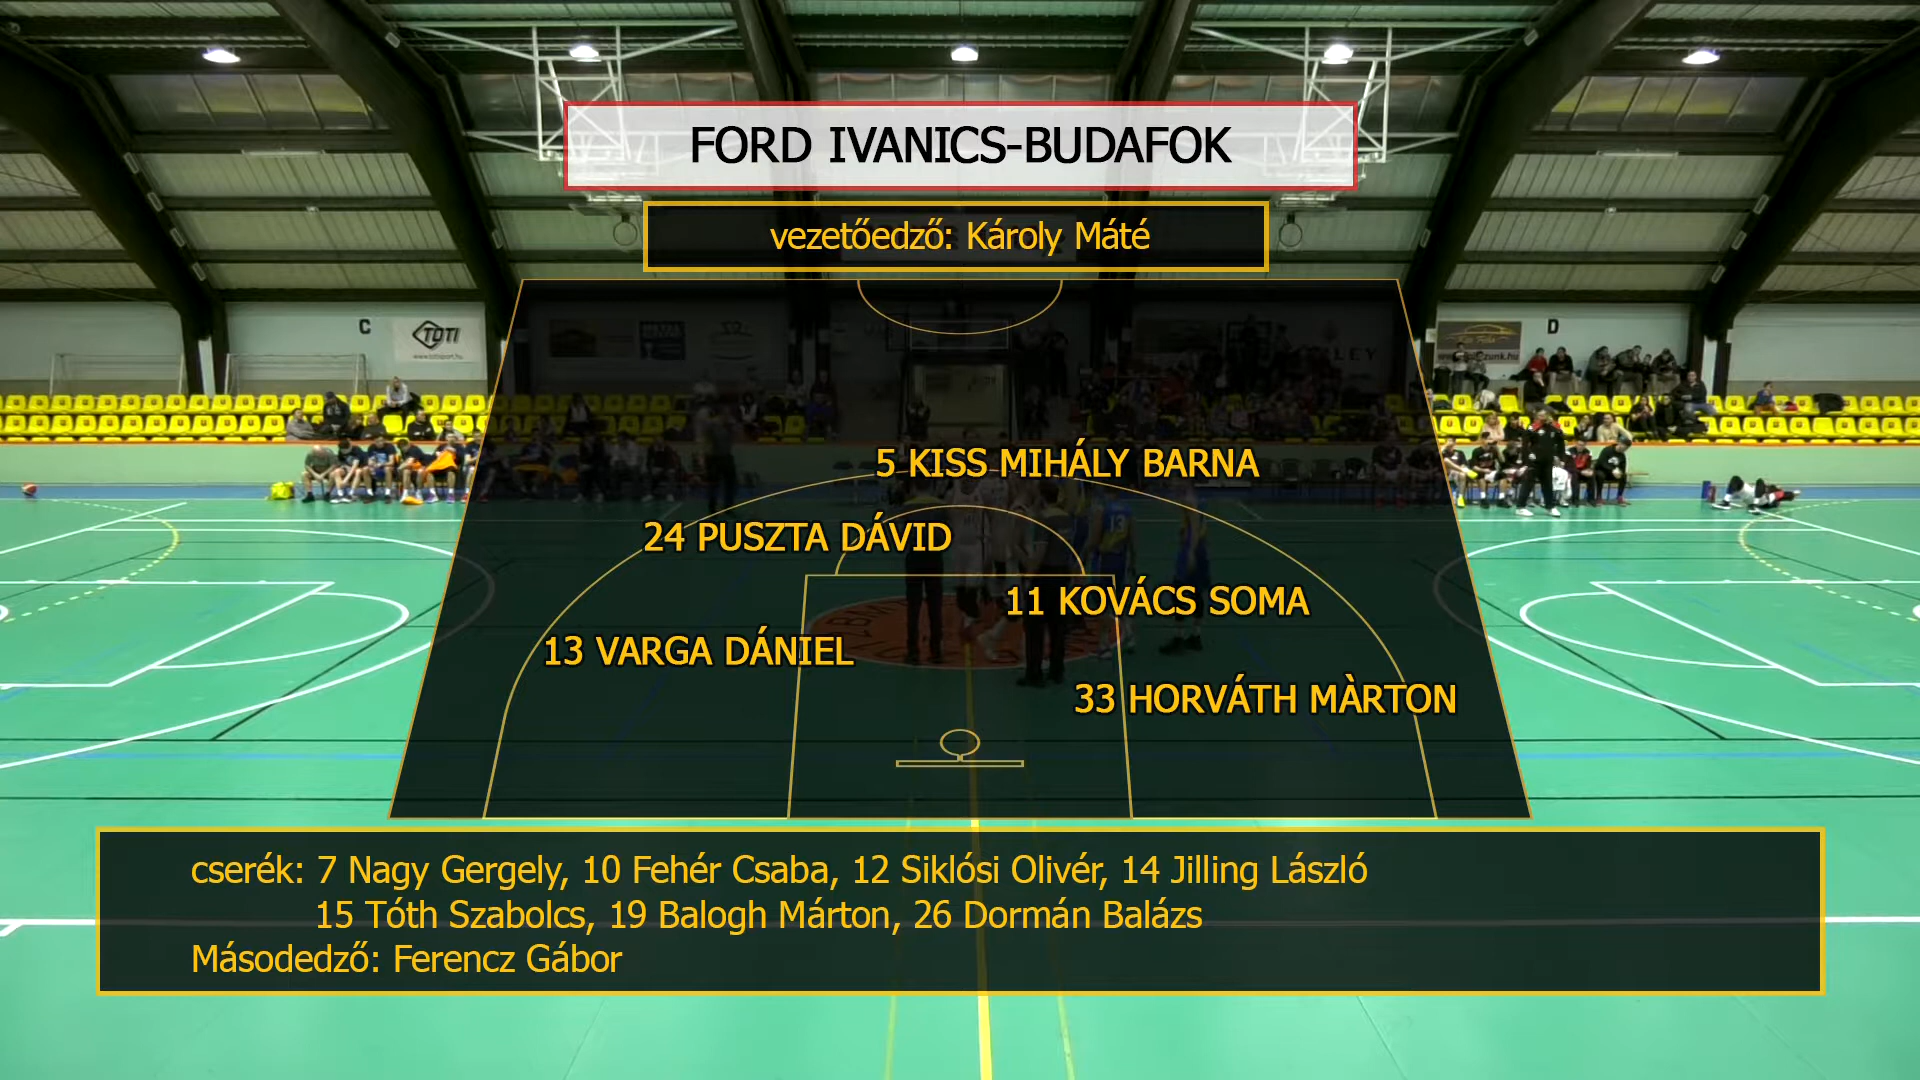 FORD IVANICS-BUDAFOK
vezetőedző: Károly Máté
C
TOTI
D
5 KISS MIHÁLY BARNA
24 PUSZTA DÁVID
13
11 KOVÁCS SOMA
13 VARGA DÁNIEL
33 HORVÁTH MÀRTON
cserék: 7 Nagy Gergely, 10 Fehér Csaba, 12 Siklósi Olivér, 14 Jilling László
15 Tóth Szabolcs, 19 Balogh Márton, 26 Dormán Balázs
Másodedző: Ferencz Gábor